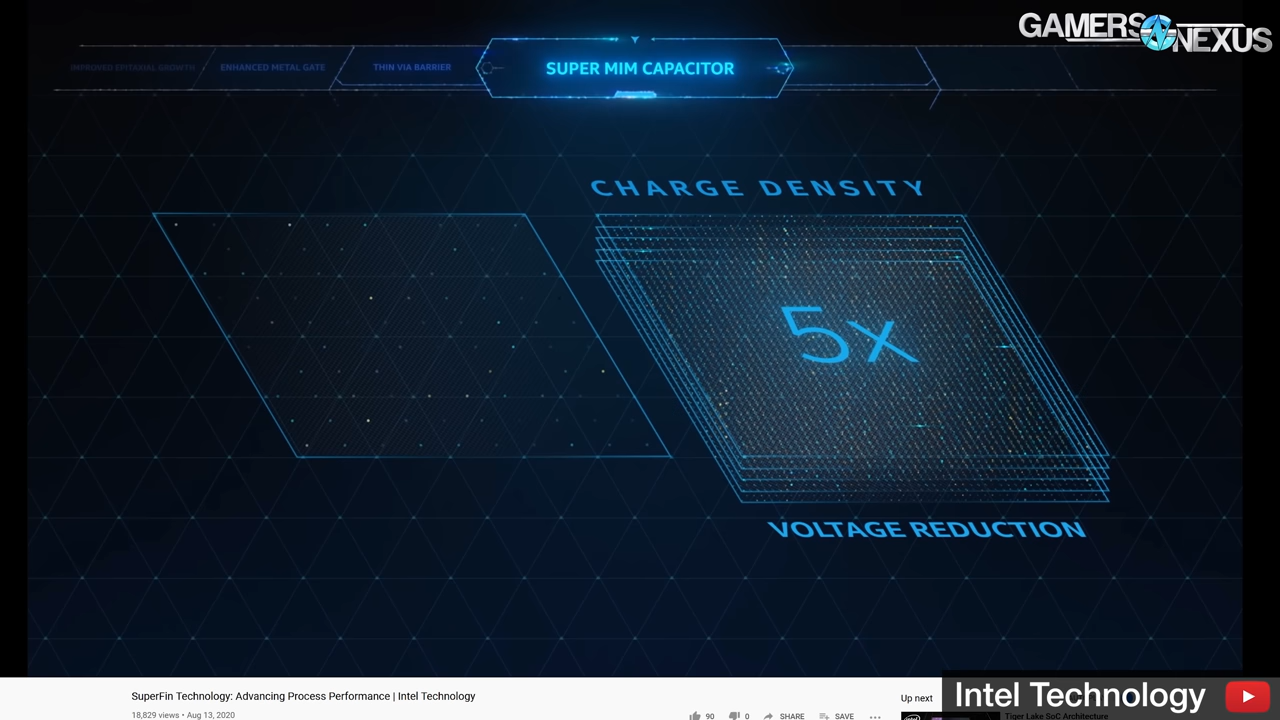 GAMERS NEXUS
IMPROVED EPITAXIAL GROWTH
ENHANCED METAL GATE
THIN VIA BARRIER
SUPER MIM CAPACITOR
CHARGE DENSITY
5x
VOLTAGE REDUCTION
SuperFin Technology: Advancing Process Performance | Intel Technology
18,829 views • Aug 13, 2020
90
0
SHARE
SAVE
Up next
Intel Technology
intel
Tiger Lake SoC Architecture